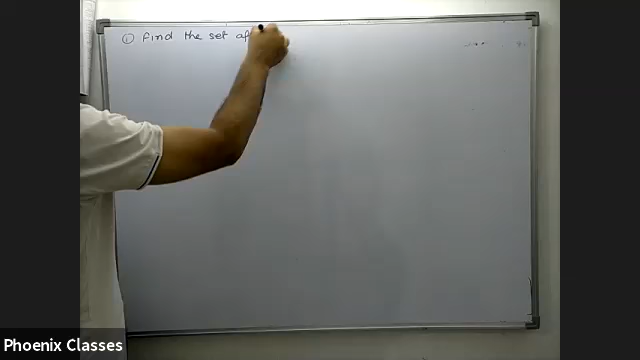 ① Find the set of
Phoenix Classes